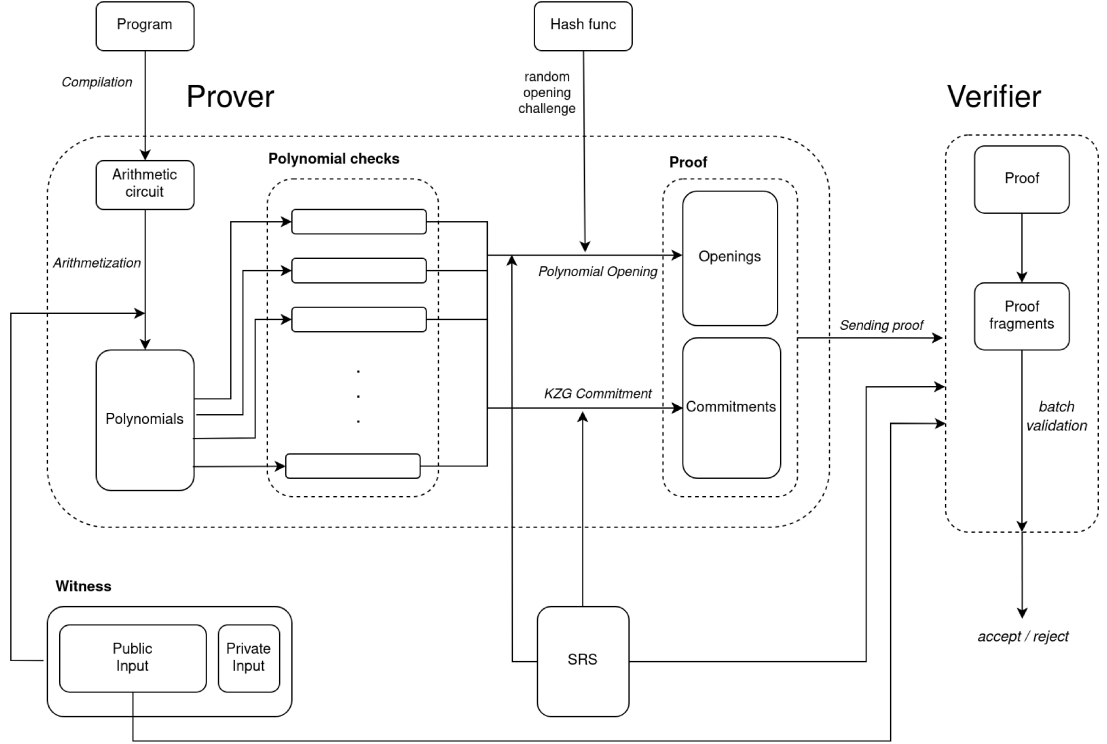 Program
Hash func
Compilation
random
opening
challenge
Prover
Verifier
Polynomial checks
Proof
Arithmetic
circuit
Proof
Arithmetization
Openings
Polynomial Opening
Proof
fragments
Sending proof
Polynomials
.
.
.
KZG Commitment
Commitments
batch
validation
Witness
Public
Input
Private
Input
SRS
accept / reject